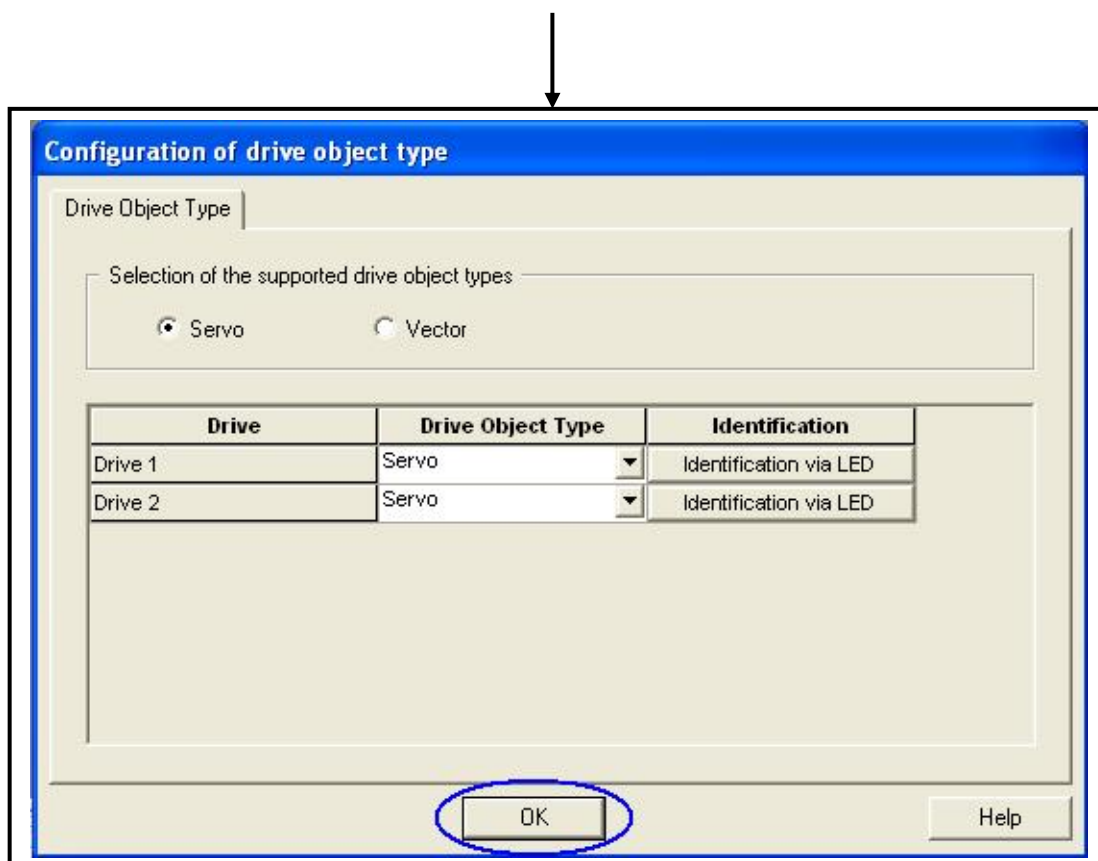 Configuration of drive object type
Drive Object Type
Selection of the supported drive object types
Servo Vector
Drive Drive Object Type Identification
Drive 1 Servo Identification via LED
Drive 2 Servo Identification via LED
OK Help